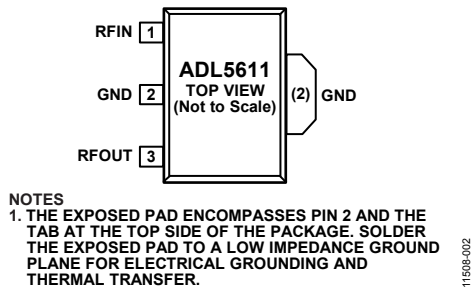 RFIN 1
ADL5611
TOP VIEW
(Not to Scale)
GND 2
(2) GND
RFOUT 3
NOTES
1. THE EXPOSED PAD ENCOMPASSES PIN 2 AND THE
TAB AT THE TOP SIDE OF THE PACKAGE. SOLDER
THE EXPOSED PAD TO A LOW IMPEDANCE GROUND
PLANE FOR ELECTRICAL GROUNDING AND
THERMAL TRANSFER.
11508-002